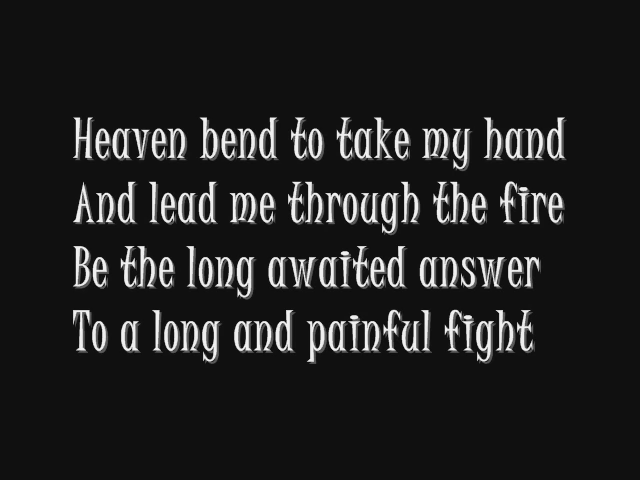 Heaven bend to take my hand
And lead me through the fire
Be the long awaited answer
To a long and painful fight